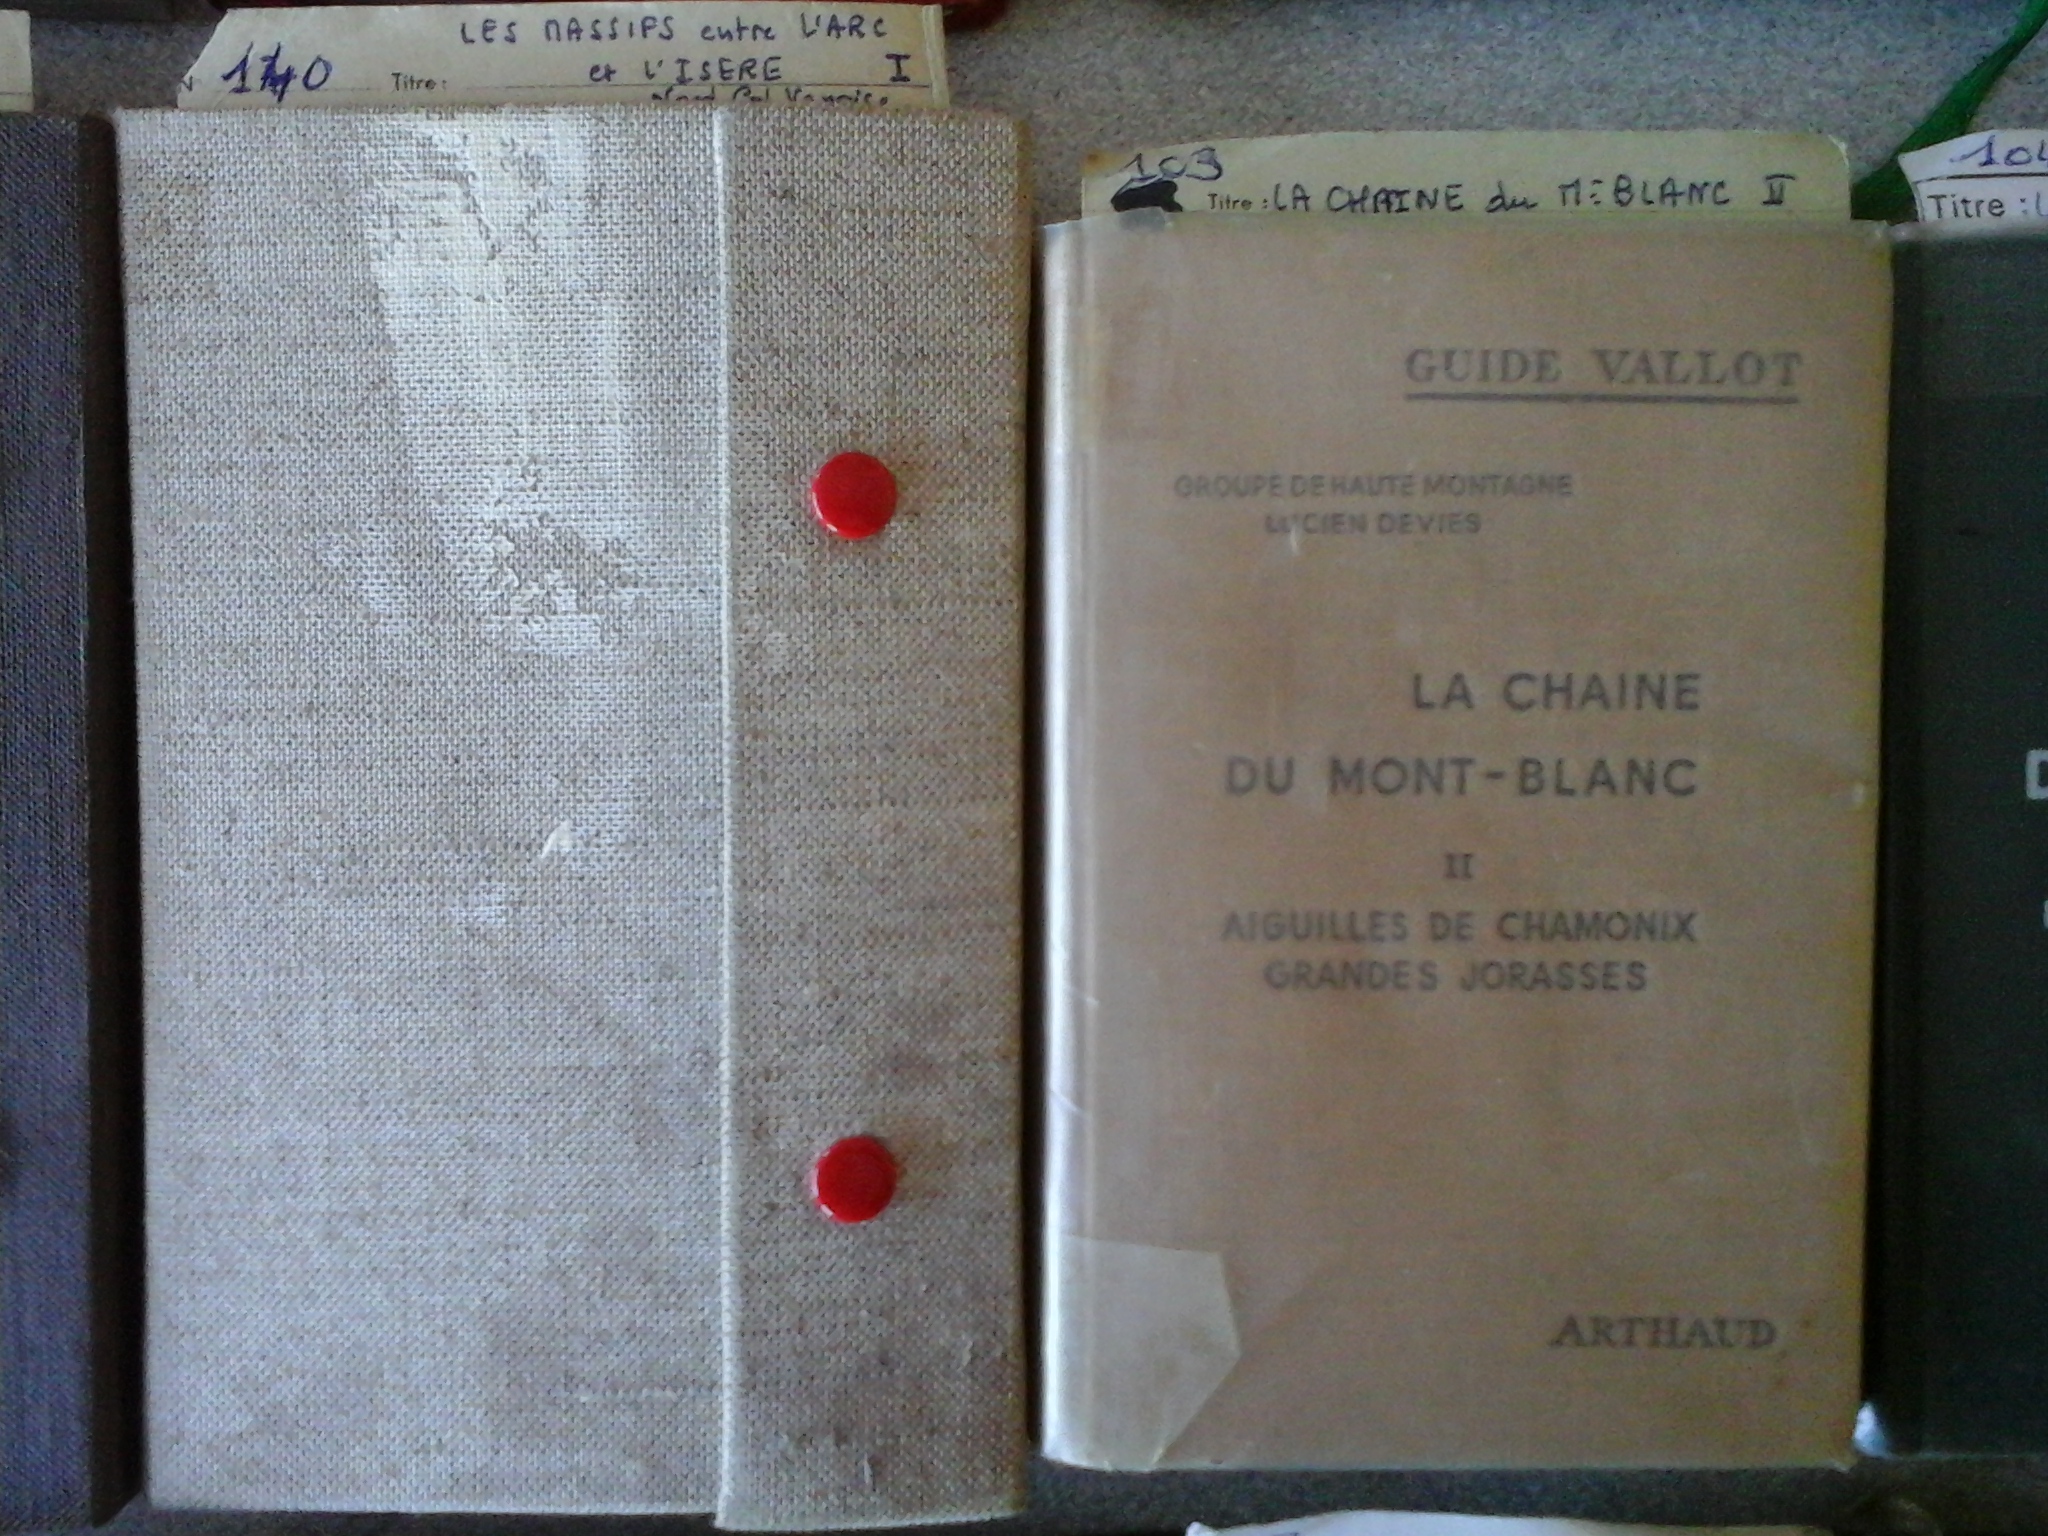 LES MASSIFS entre L'ARC
140 Titre: et L'ISERE I
103
Titre: LA CHAINE du Mt BLANC II
GUIDE VALLOT
GROUPE DE HAUTE MONTAGNE
LUCIEN DEVIES
LA CHAINE
DU MONT-BLANC
II
AIGUILLES DE CHAMONIX
GRANDES JORASSES
ARTHAUD
104
Titre : L
D